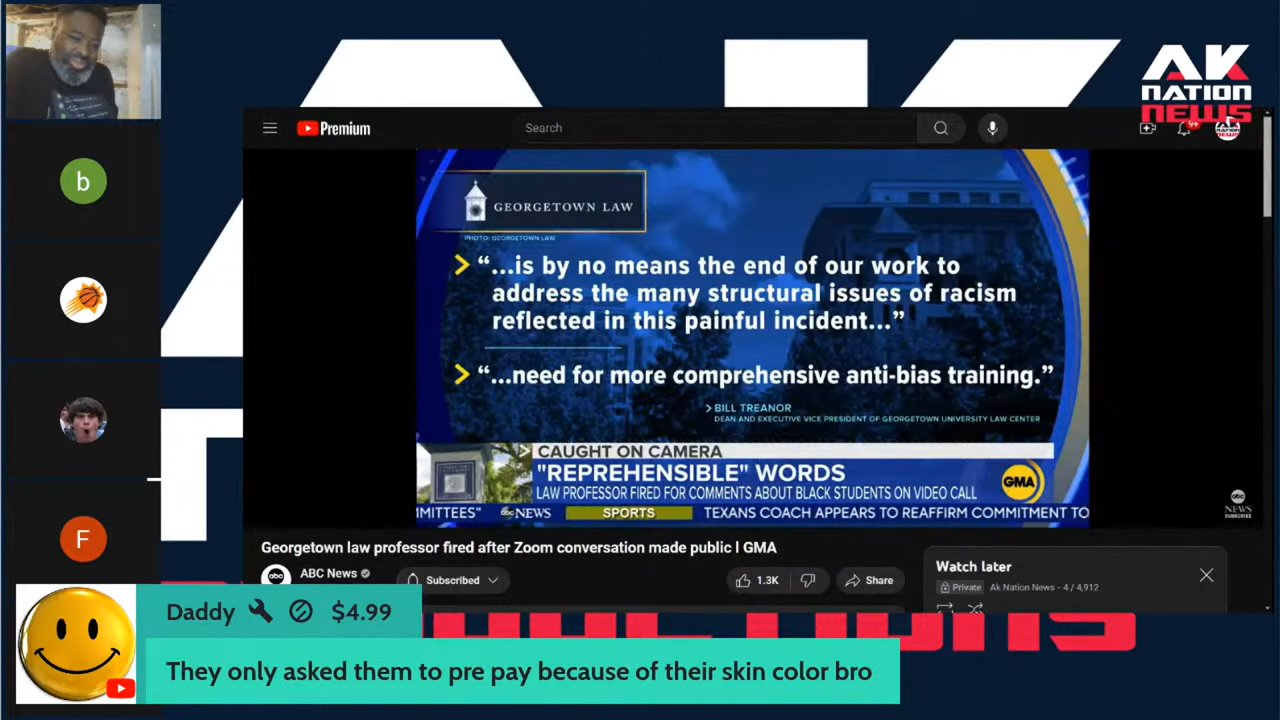 AK
NATION
NEWS
Premium
Search
9+
b
GEORGETOWN LAW
PHOTO: GEORGETOWN LAW
“...is by no means the end of our work to
address the many structural issues of racism
reflected in this painful incident...”
“...need for more comprehensive anti-bias training.”
BILL TREANOR
DEAN AND EXECUTIVE VICE PRESIDENT OF GEORGETOWN UNIVERSITY LAW CENTER
CAUGHT ON CAMERA
"REPREHENSIBLE" WORDS
LAW PROFESSOR FIRED FOR COMMENTS ABOUT BLACK STUDENTS ON VIDEO CALL
GMA
MMITTEES" abc NEWS SPORTS TEXANS COACH APPEARS TO REAFFIRM COMMITMENT TO
abc
NEWS
SUBSCRIBE
F
Georgetown law professor fired after Zoom conversation made public l GMA
abc ABC News
Subscribed
1.3K
Share
Watch later
Private Ak Nation News - 4 / 4,912
Daddy $4.99
They only asked them to pre pay because of their skin color bro